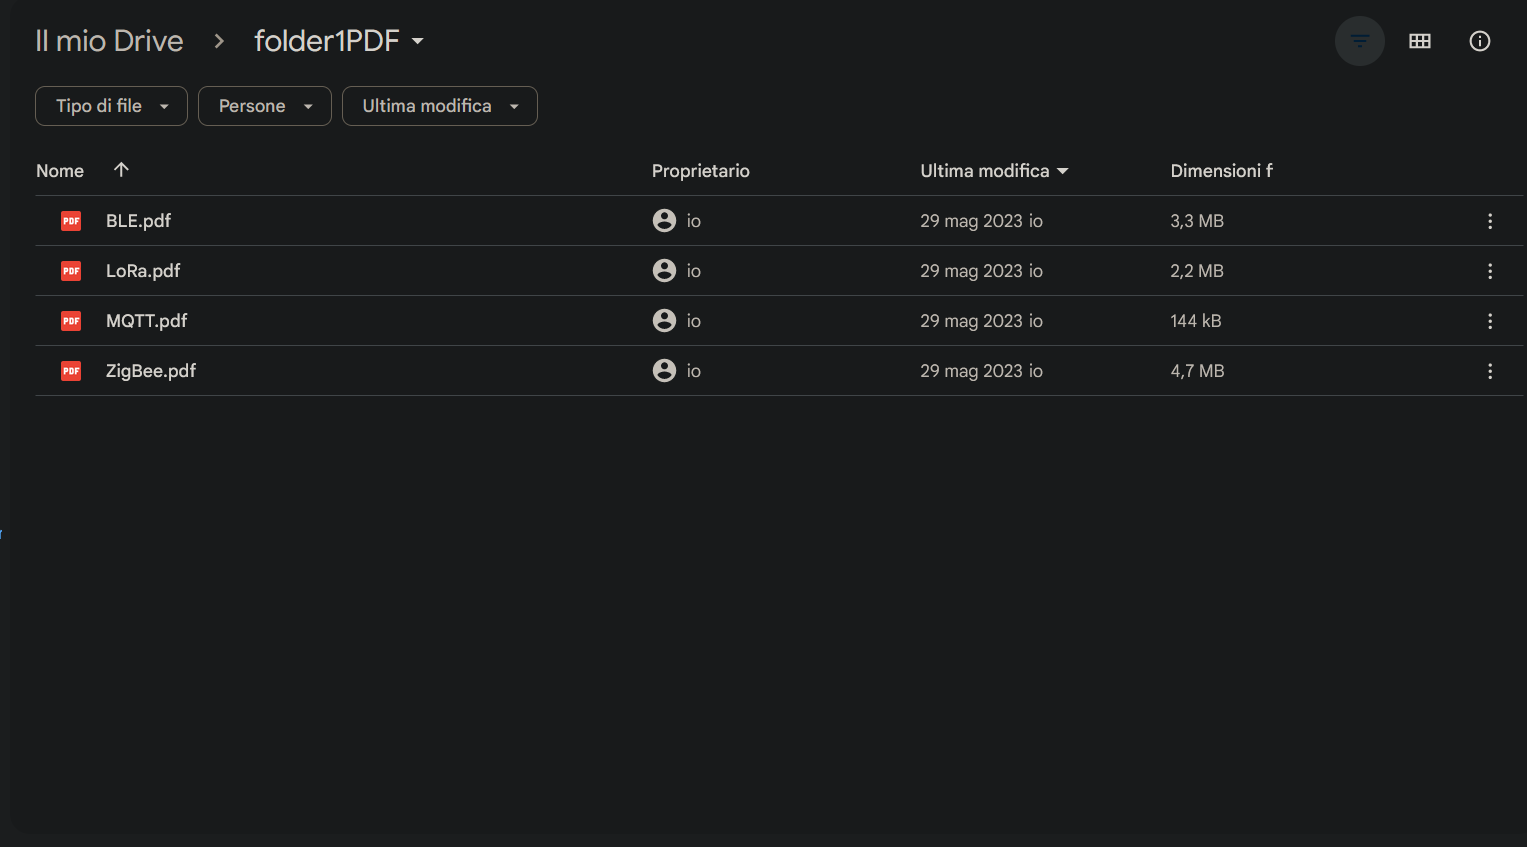 Il mio Drive > folder1PDF
Tipo di file Persone Ultima modifica
Nome Proprietario Ultima modifica Dimensioni f
PDF BLE.pdf io 29 mag 2023 io 3,3 MB
PDF LoRa.pdf io 29 mag 2023 io 2,2 MB
PDF MQTT.pdf io 29 mag 2023 io 144 kB
PDF ZigBee.pdf io 29 mag 2023 io 4,7 MB